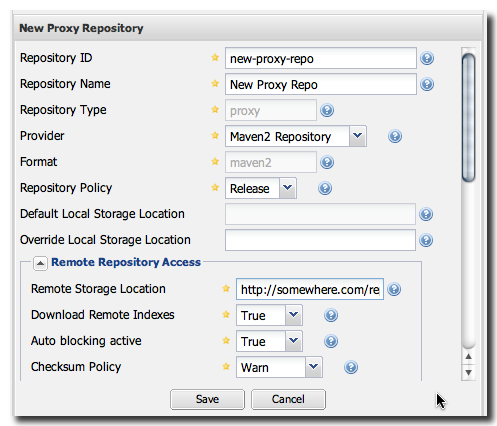 New Proxy Repository
Repository ID new-proxy-repo
Repository Name New Proxy Repo
Repository Type proxy
Provider Maven2 Repository
Format maven2
Repository Policy Release
Default Local Storage Location
Override Local Storage Location
Remote Repository Access
Remote Storage Location http://somewhere.com/re
Download Remote Indexes True
Auto blocking active True
Checksum Policy Warn
Save Cancel